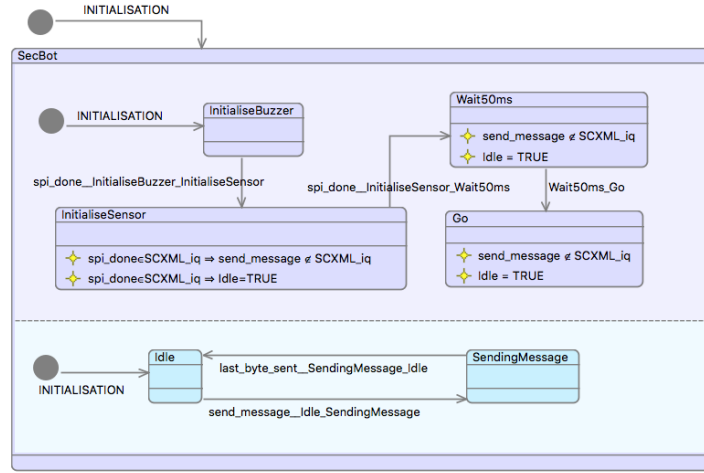 INITIALISATION
SecBot
INITIALISATION
InitialiseBuzzer
Wait50ms
send_message ∉ SCXML_iq
Idle = TRUE
spi_done__InitialiseBuzzer_InitialiseSensor
spi_done__InitialiseSensor_Wait50ms
Wait50ms_Go
InitialiseSensor
spi_done∈SCXML_iq ⇒ send_message ∉ SCXML_iq
spi_done∈SCXML_iq ⇒ Idle=TRUE
Go
send_message ∉ SCXML_iq
Idle = TRUE
INITIALISATION
Idle
SendingMessage
last_byte_sent__SendingMessage_Idle
send_message__Idle_SendingMessage